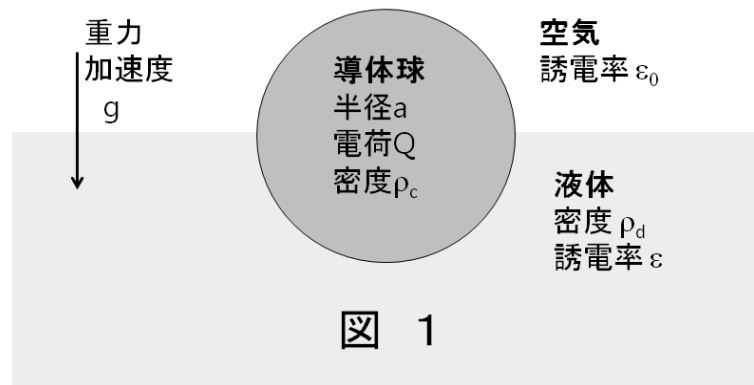 重力
加速度
g
導体球
半径a
電荷Q
密度ρc
空気
誘電率 ε0
液体
密度 ρd
誘電率 ε
図 1